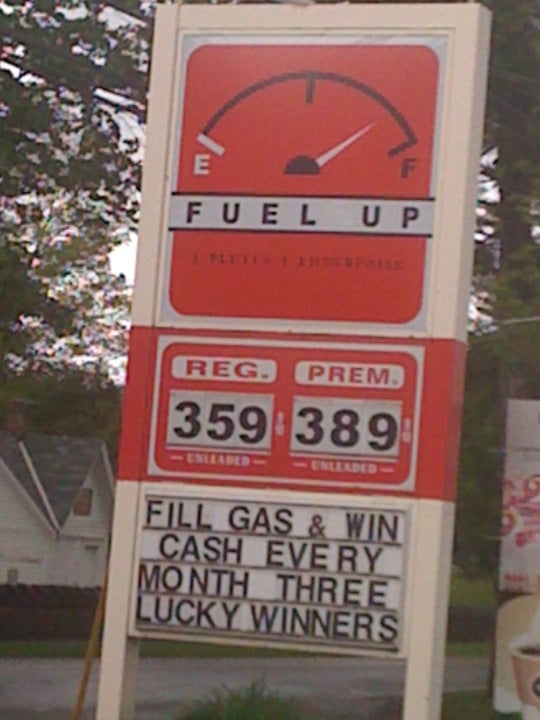 E F
FUEL UP
REG. PREM.
359 389
UNLEADED UNLEADED
FILL GAS & WIN
CASH EVERY
MONTH THREE
LUCKY WINNERS